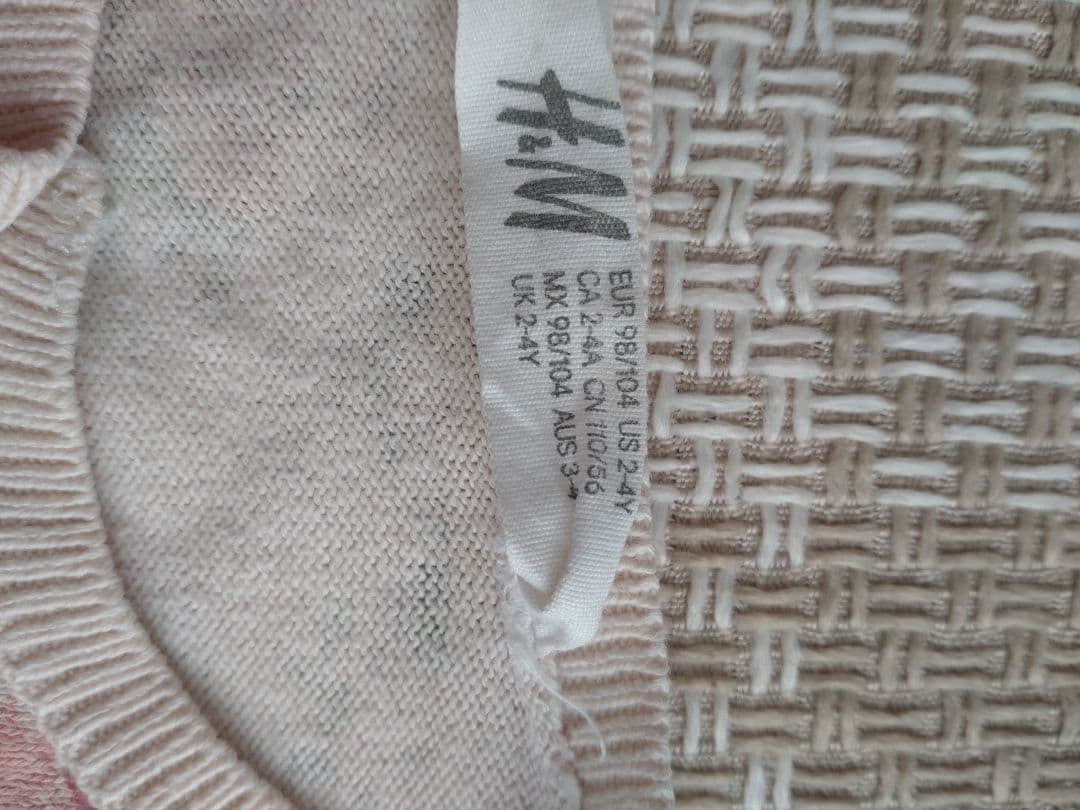 H&M
EUR 98/104 US 2-4Y
CA 2-4A CN 110/56
MX 98/104 AUS 3-4
UK 2-4Y